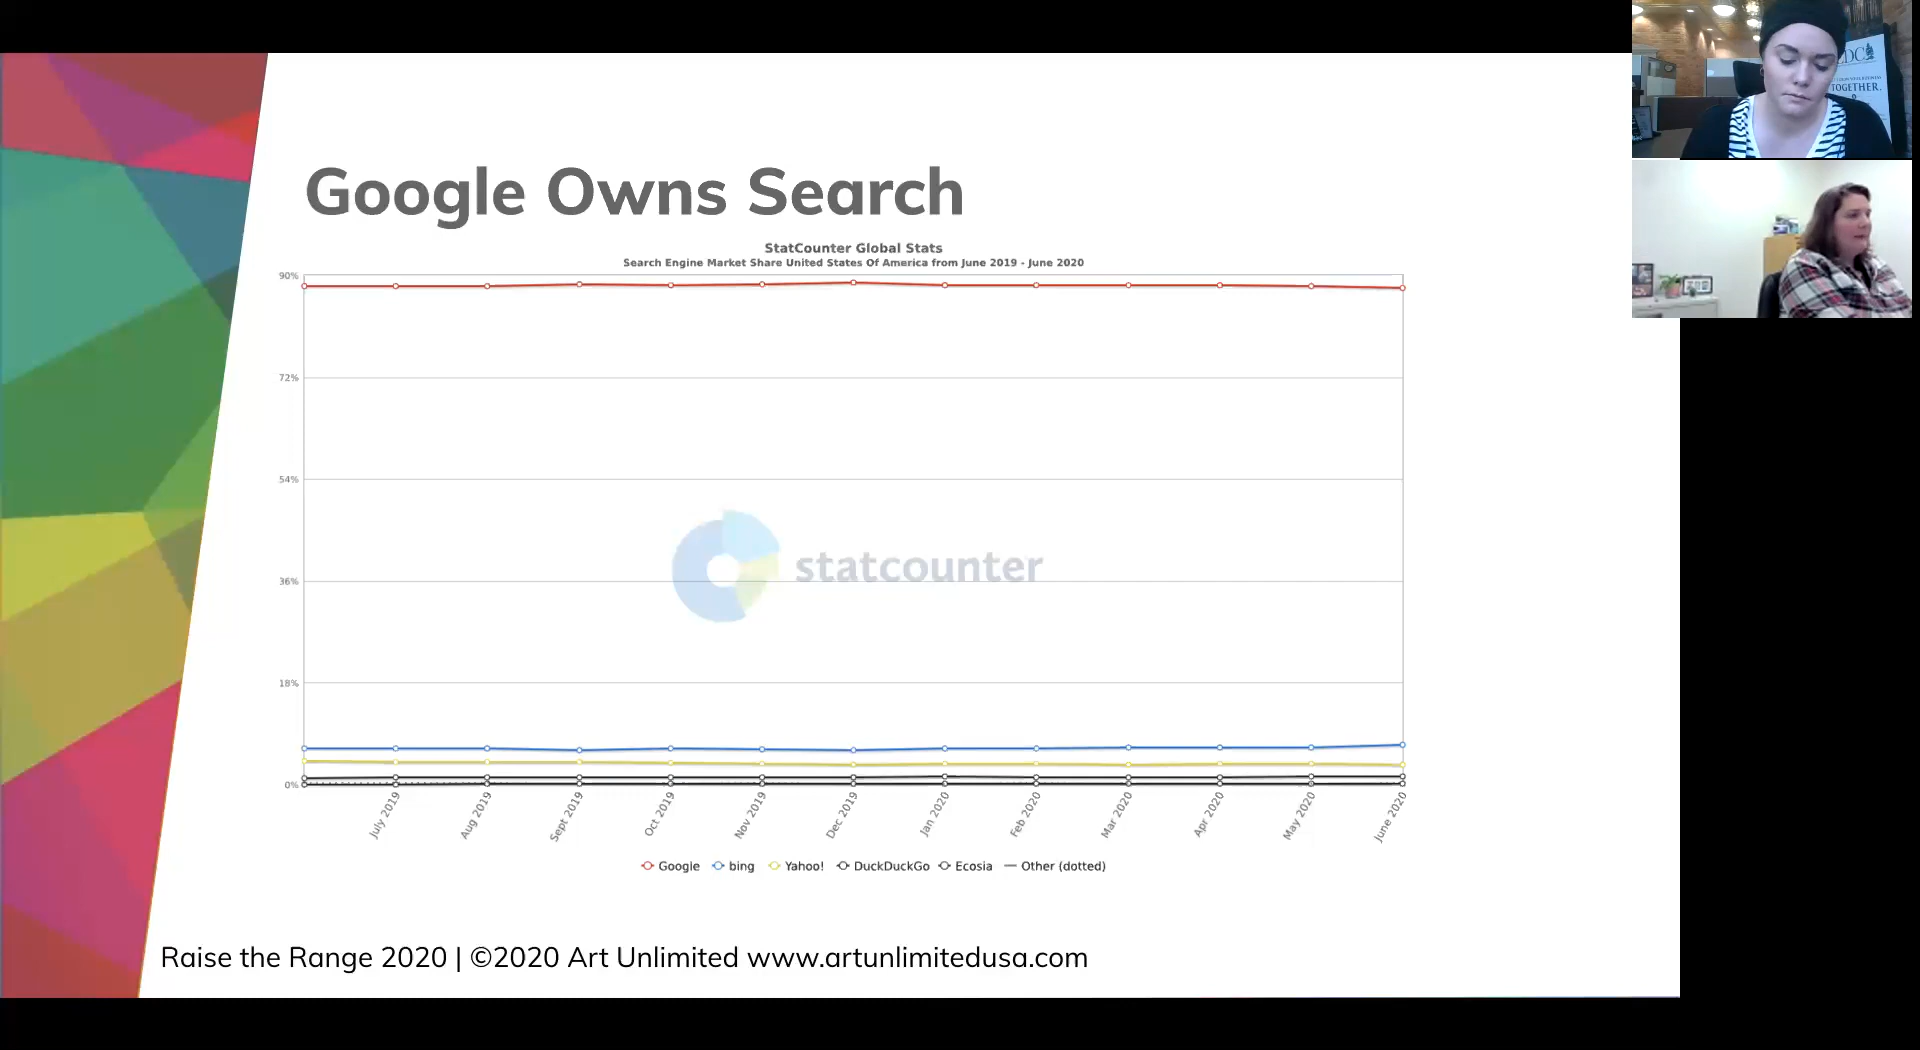 Google Owns Search
StatCounter Global Stats
Search Engine Market Share United States Of America from June 2019 - June 2020
90%
72%
54%
36%
18%
0%
statcounter
July 2019
Aug 2019
Sept 2019
Oct 2019
Nov 2019
Dec 2019
Jan 2020
Feb 2020
Mar 2020
Apr 2020
May 2020
June 2020
Google bing Yahoo! DuckDuckGo Ecosia Other (dotted)
Raise the Range 2020 | ©2020 Art Unlimited www.artunlimitedusa.com
DC
TOGETHER.